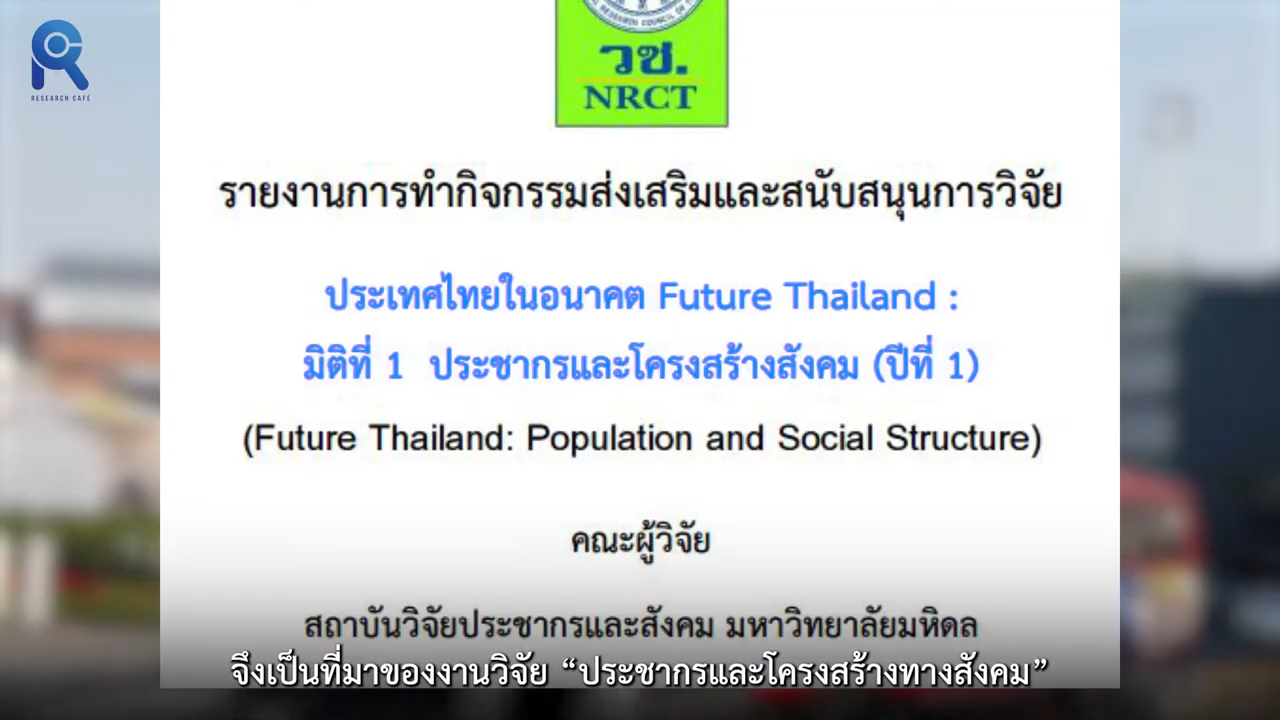 RESEARCH CAFE
RESEARCH COUNCIL OF
วช.
NRCT
รายงานการทำกิจกรรมส่งเสริมและสนับสนุนการวิจัย
ประเทศไทยในอนาคต Future Thailand :
มิติที่ 1 ประชากรและโครงสร้างสังคม (ปีที่ 1)
(Future Thailand: Population and Social Structure)
คณะผู้วิจัย
สถาบันวิจัยประชากรและสังคม มหาวิทยาลัยมหิดล
จึงเป็นที่มาของงานวิจัย “ประชากรและโครงสร้างทางสังคม”